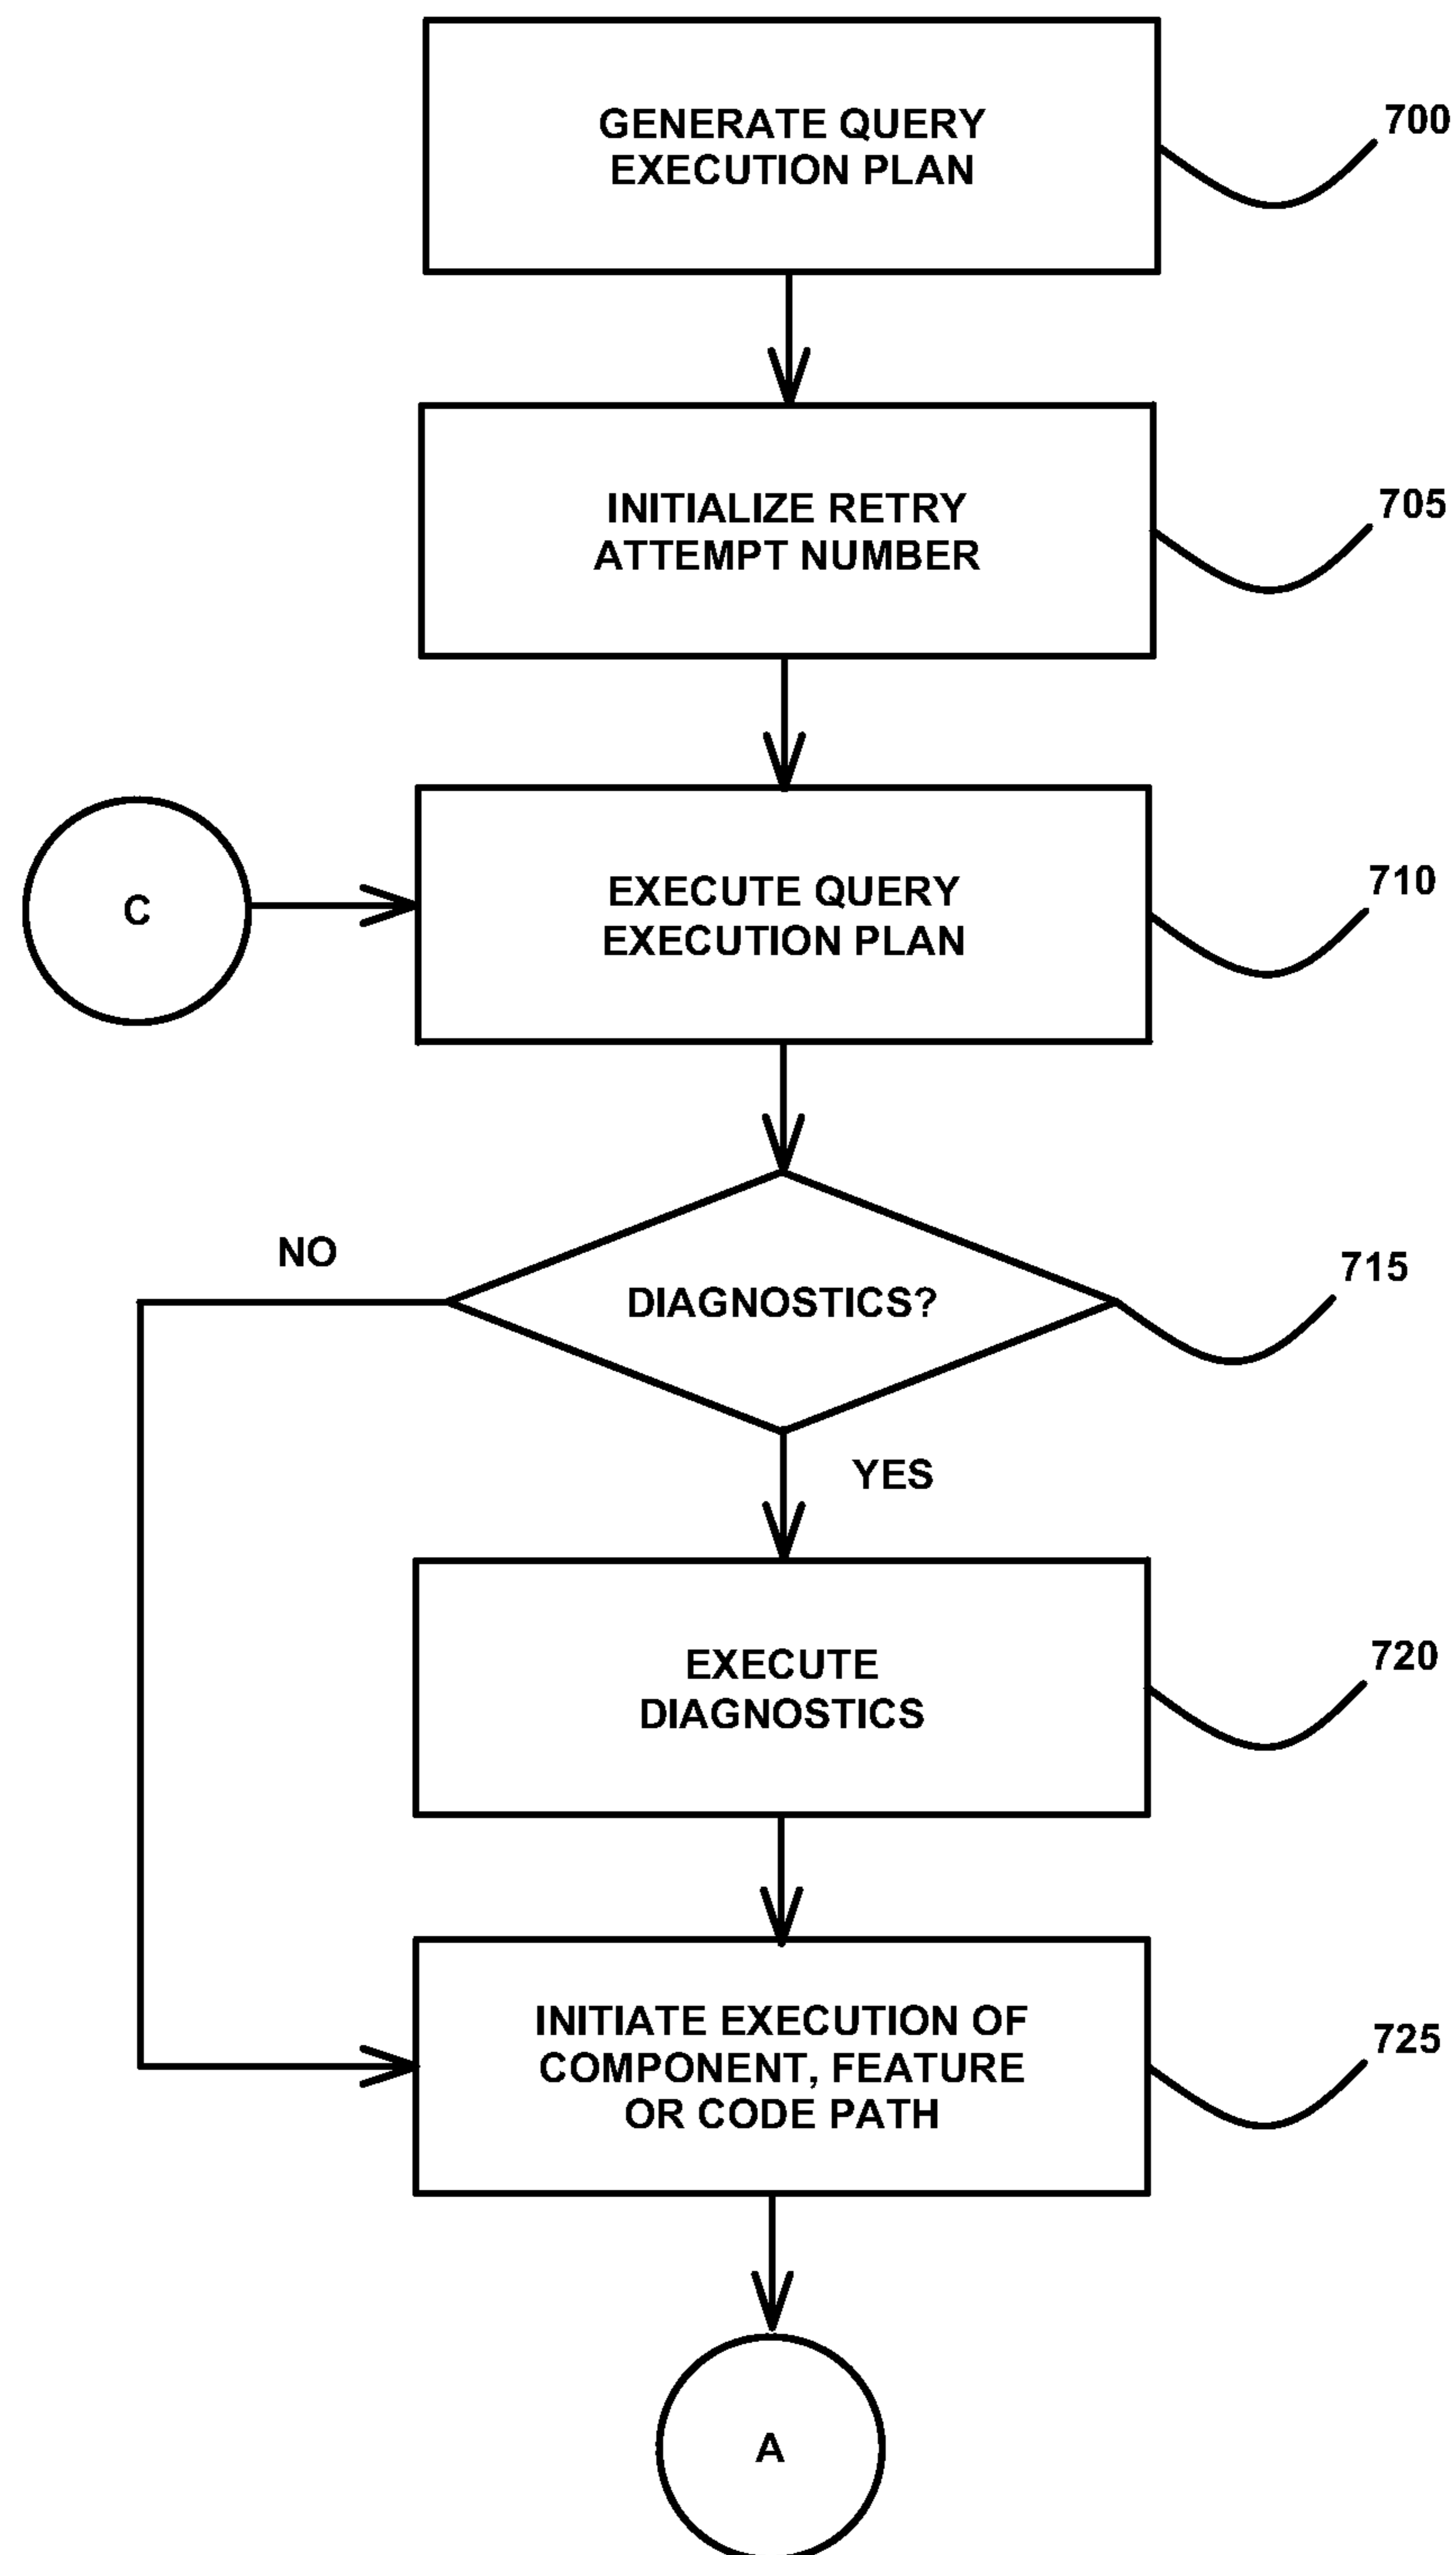 GENERATE QUERY
EXECUTION PLAN
700
INITIALIZE RETRY
ATTEMPT NUMBER
705
C
EXECUTE QUERY
EXECUTION PLAN
710
NO
DIAGNOSTICS?
715
YES
EXECUTE
DIAGNOSTICS
720
INITIATE EXECUTION OF
COMPONENT, FEATURE
OR CODE PATH
725
A